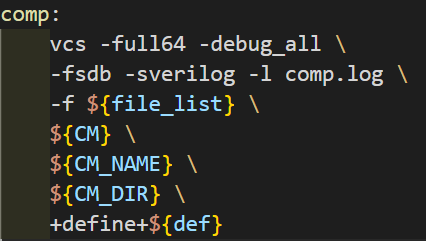 comp:
vcs -full64 -debug_all \
-fsdb -sverilog -l comp.log \
-f ${file_list} \
${CM} \
${CM_NAME} \
${CM_DIR} \
+define+${def}